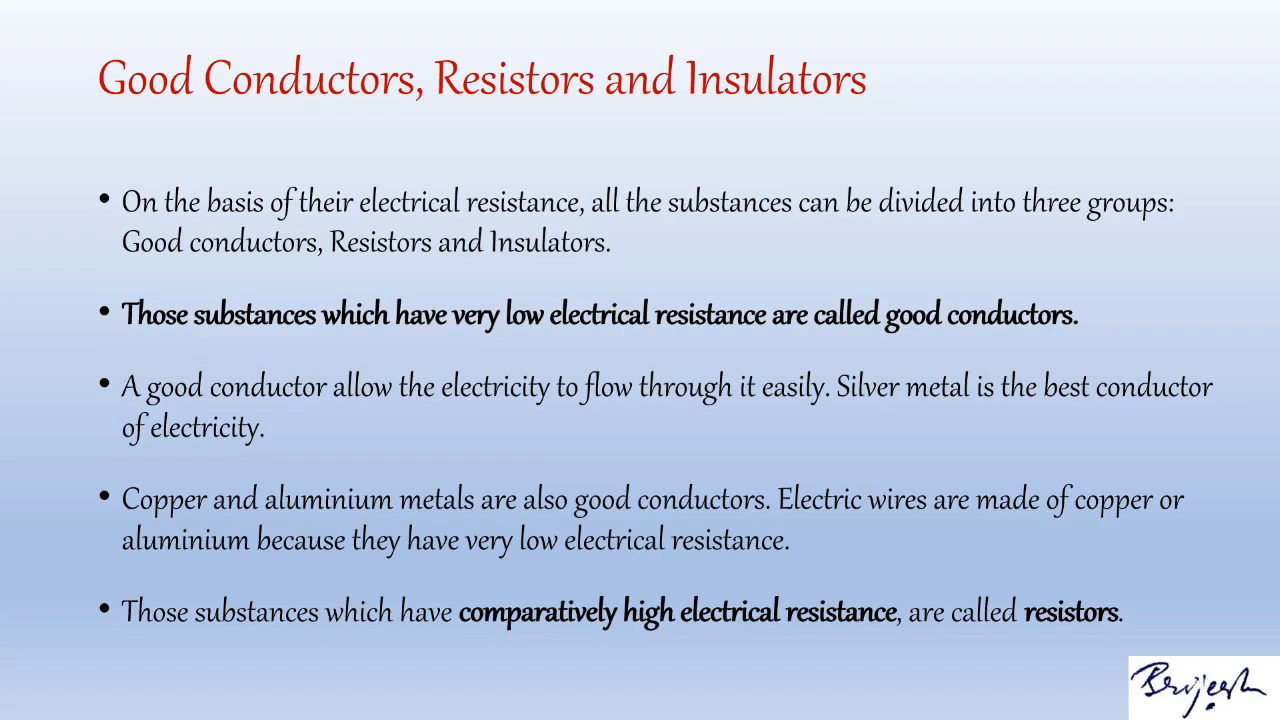 Good Conductors, Resistors and Insulators
• On the basis of their electrical resistance, all the substances can be divided into three groups:
Good conductors, Resistors and Insulators.
• Those substances which have very low electrical resistance are called good conductors.
• A good conductor allow the electricity to flow through it easily. Silver metal is the best conductor
of electricity.
• Copper and aluminium metals are also good conductors. Electric wires are made of copper or
aluminium because they have very low electrical resistance.
• Those substances which have comparatively high electrical resistance, are called resistors.